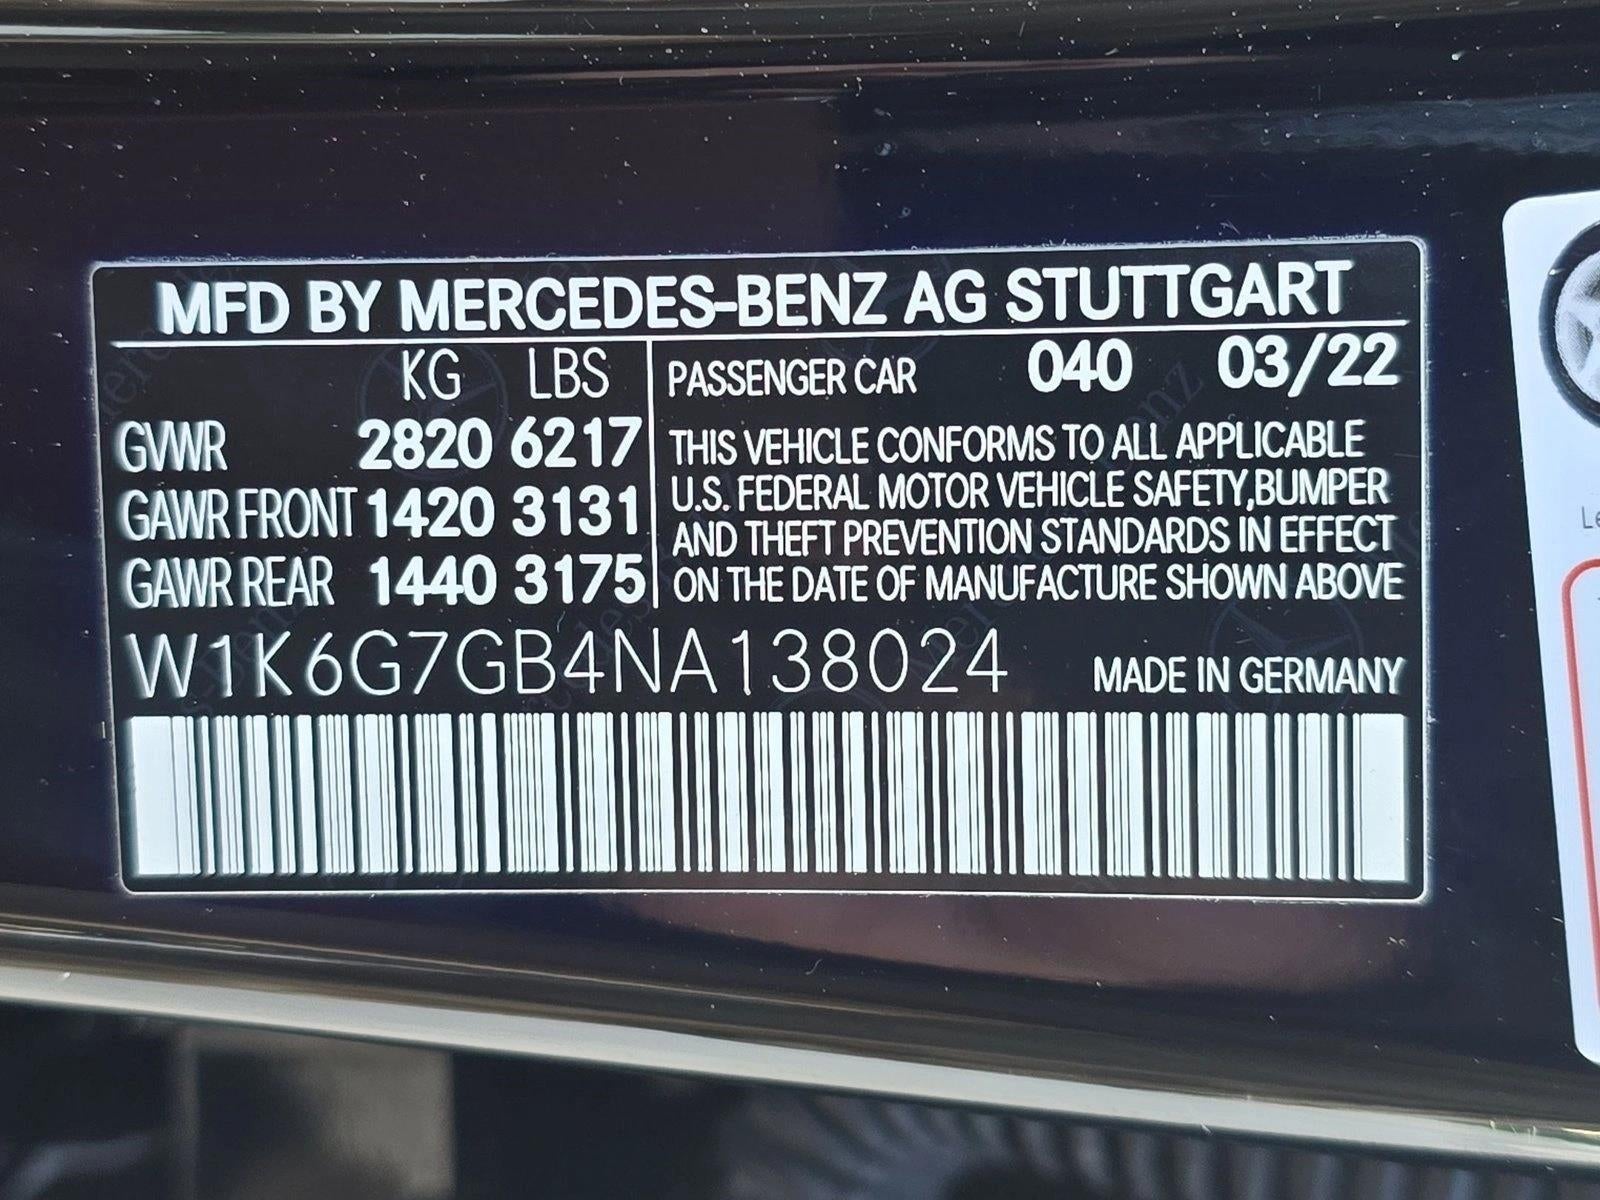 MFD BY MERCEDES-BENZ AG STUTTGART
KG LBS
GVWR 2820 6217
GAWR FRONT 1420 3131
GAWR REAR 1440 3175
PASSENGER CAR 040 03/22
THIS VEHICLE CONFORMS TO ALL APPLICABLE
U.S. FEDERAL MOTOR VEHICLE SAFETY,BUMPER
AND THEFT PREVENTION STANDARDS IN EFFECT
ON THE DATE OF MANUFACTURE SHOWN ABOVE
W1K6G7GB4NA138024
MADE IN GERMANY